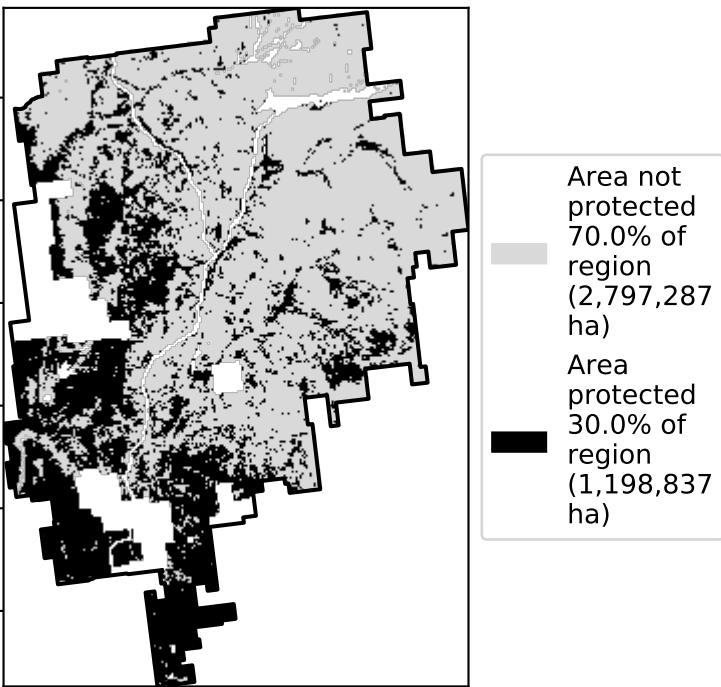 Area not
protected
70.0% of
region
(2,797,287
ha)
Area
protected
30.0% of
region
(1,198,837
ha)